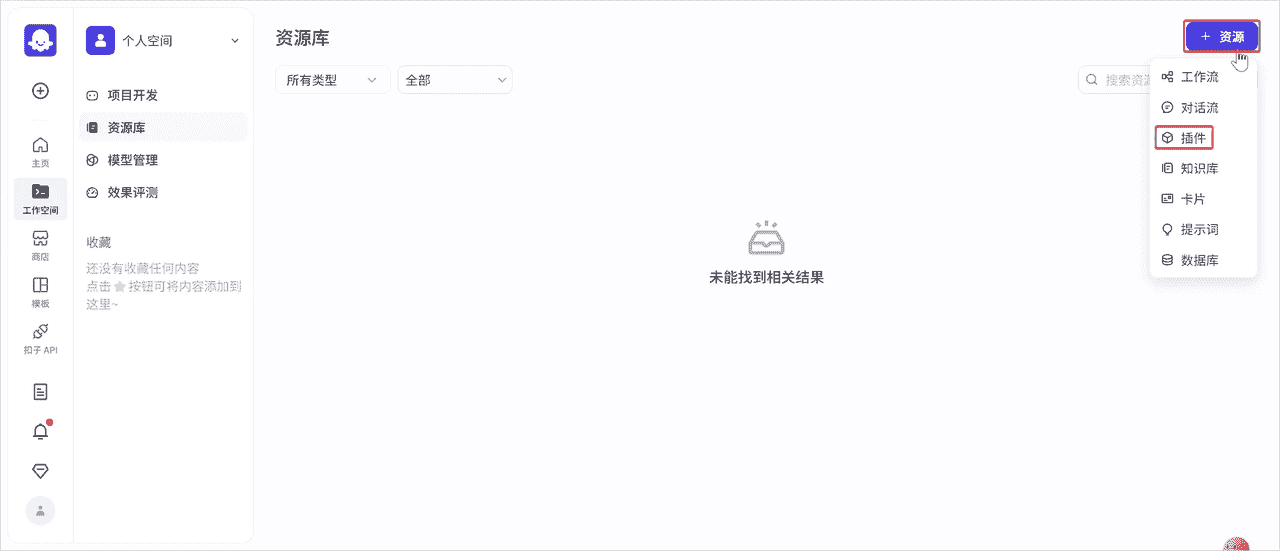 个人空间
项目开发
资源库
模型管理
效果评测
收藏
还没有收藏任何内容
点击 按钮可将内容添加到
这里~
主页
工作空间
商店
模板
扣子 API
资源库
所有类型
全部
搜索资源
+ 资源
工作流
对话流
插件
知识库
卡片
提示词
数据库
未能找到相关结果